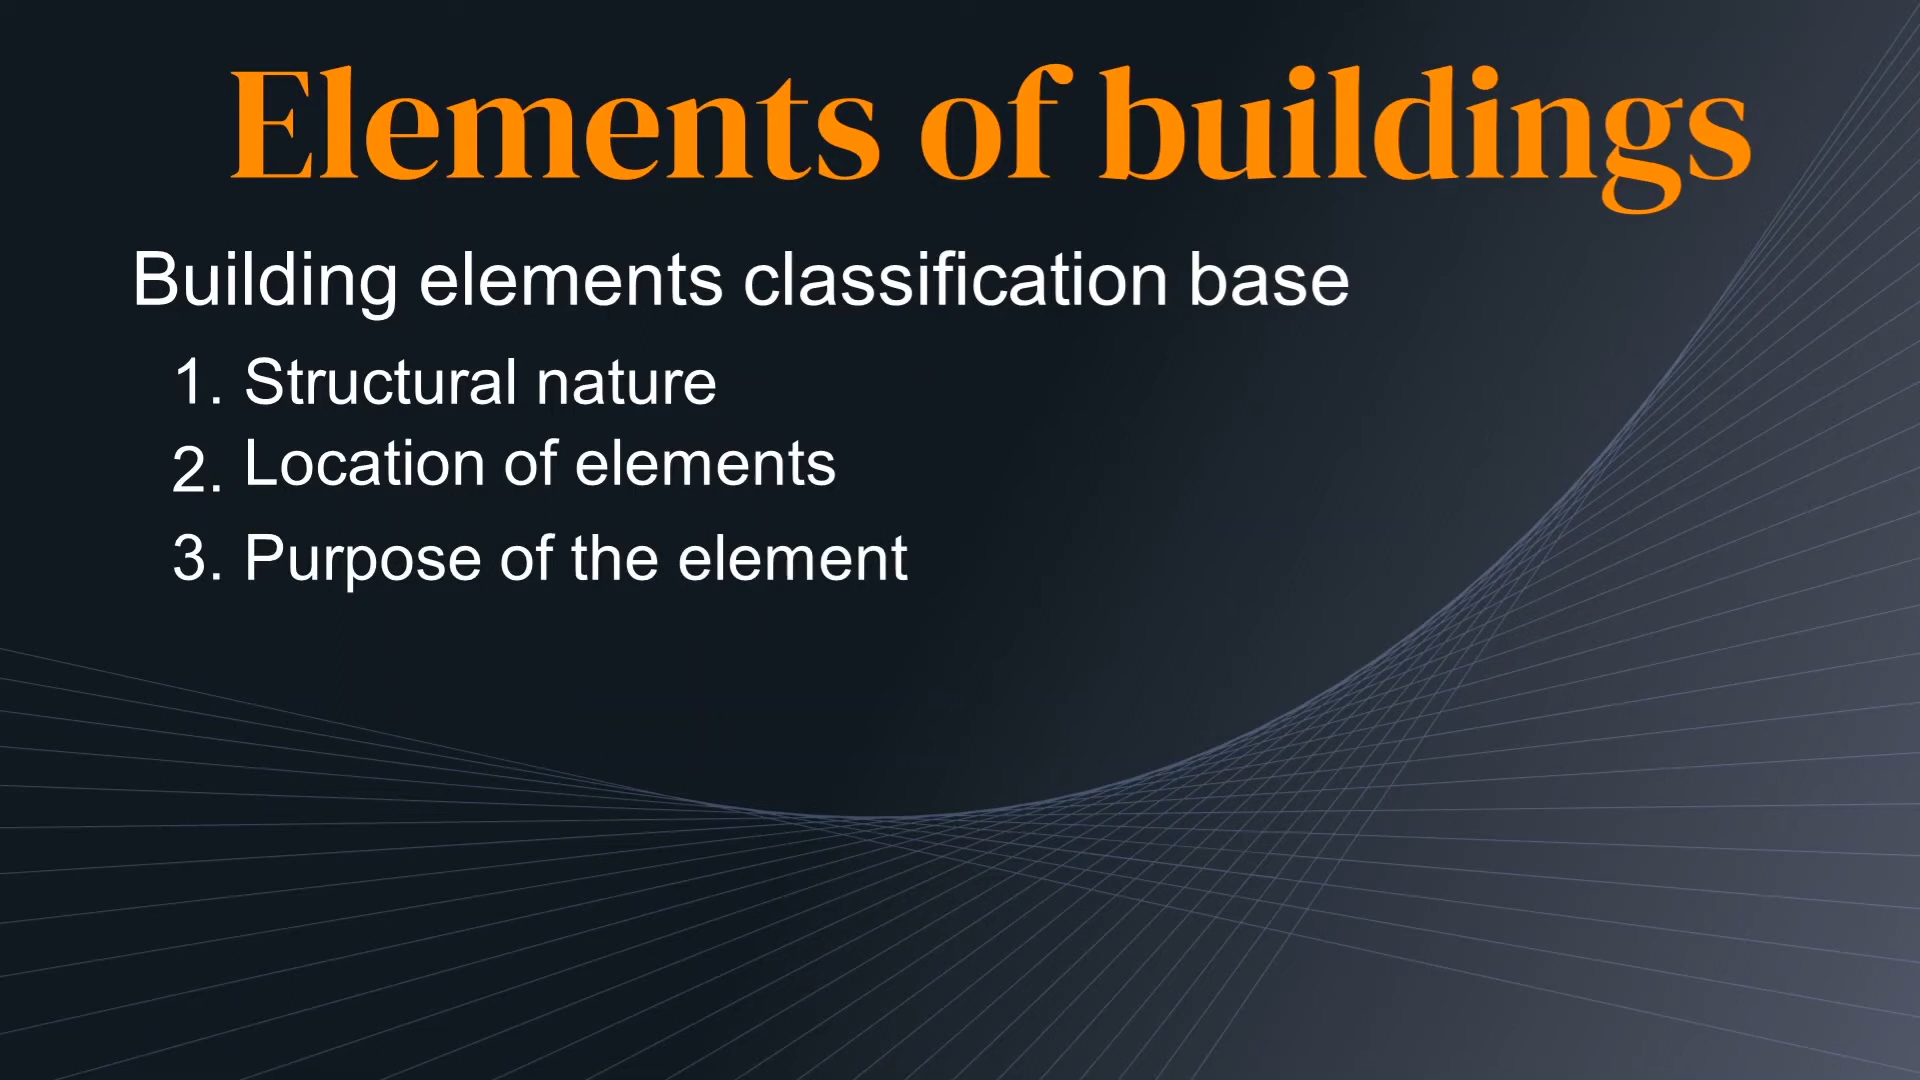 Elements of buildings
Building elements classification base
1. Structural nature
2. Location of elements
3. Purpose of the element